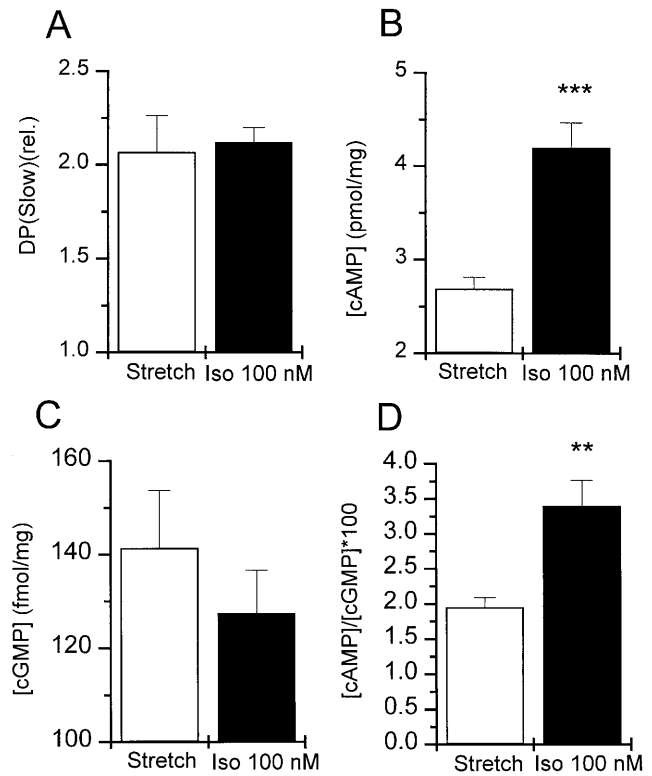 A
DP(Slow)(rel.)
2.5
2.0
1.5
1.0
Stretch Iso 100 nM
B
[cAMP] (pmol/mg)
5
4
3
2
***
Stretch Iso 100 nM
C
[cGMP] (fmol/mg)
160
140
120
100
Stretch Iso 100 nM
D
[cAMP]/[cGMP]*100
4.0
3.5
3.0
2.5
2.0
1.5
1.0
0.5
0.0
**
Stretch Iso 100 nM